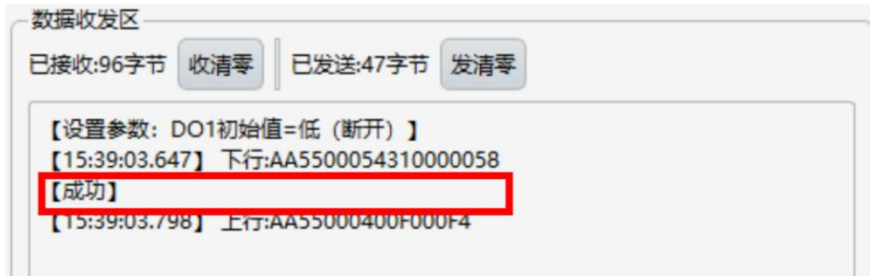 数据收发区
已接收:96字节 收清零 已发送:47字节 发清零
【设置参数：DO1初始值=低（断开）】
【15:39:03.647】 下行:AA5500054310000058
【成功】
【15:39:03.798】 上行:AA55000400F000F4